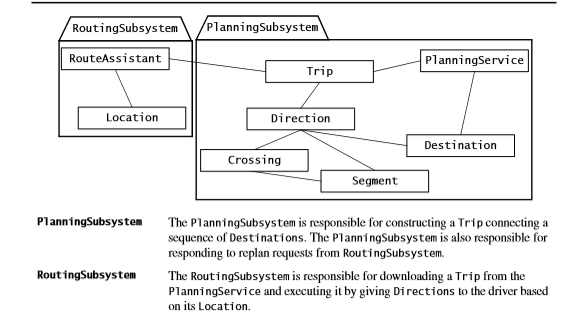 RoutingSubsystem
PlanningSubsystem
RouteAssistant
PlanningService
Trip
Location
Direction
Destination
Crossing
Segment
PlanningSubsystem
The PlanningSubsystem is responsible for constructing a Trip connecting a
sequence of Destinations. The PlanningSubsystem is also responsible for
responding to replan requests from RoutingSubsystem.
RoutingSubsystem
The RoutingSubsystem is responsible for downloading a Trip from the
PlanningService and executing it by giving Directions to the driver based
on its Location.